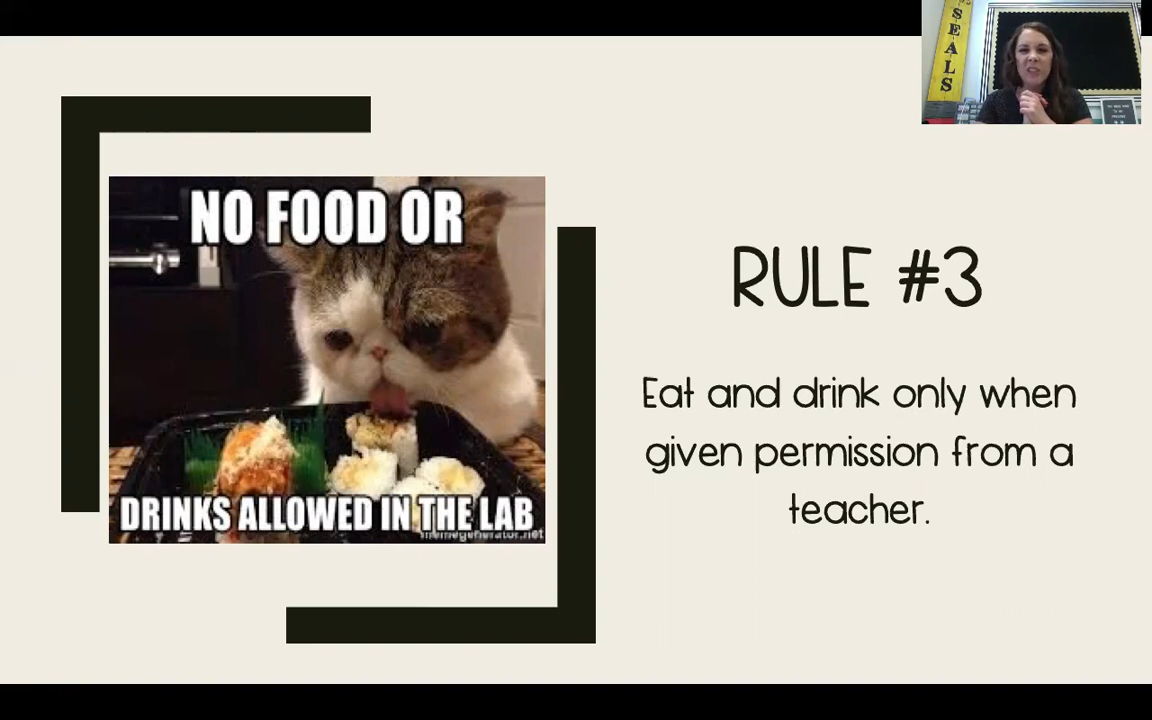 SEALS
NO FOOD OR
DRINKS ALLOWED IN THE LAB
memegenerator.net
RULE #3
Eat and drink only when
given permission from a
teacher.